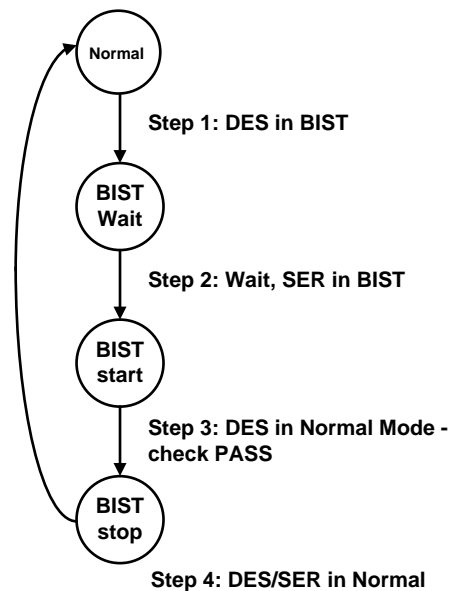 Normal
Step 1: DES in BIST
BIST
Wait
Step 2: Wait, SER in BIST
BIST
start
Step 3: DES in Normal Mode -
check PASS
BIST
stop
Step 4: DES/SER in Normal